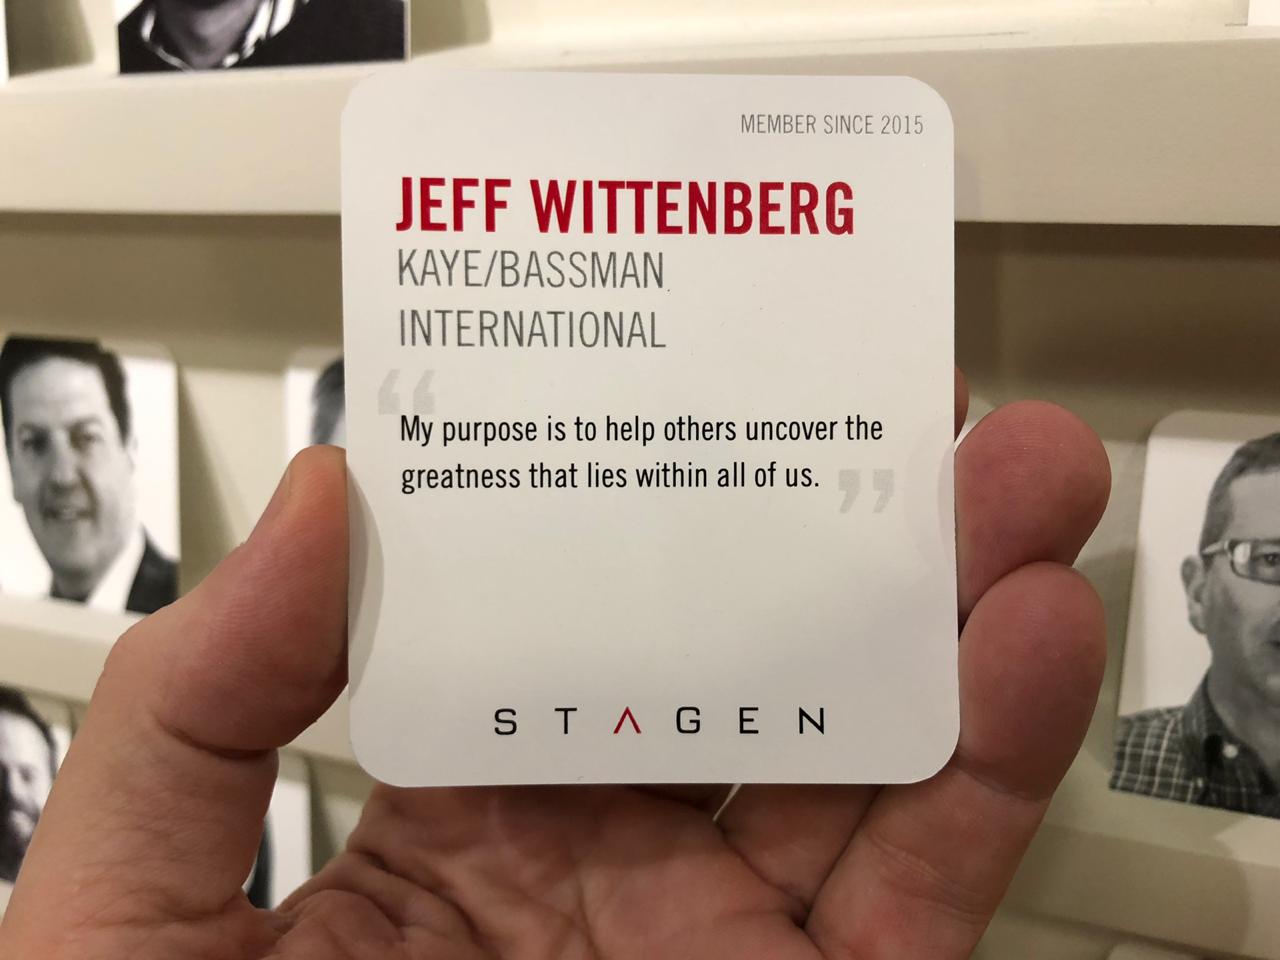 MEMBER SINCE 2015
JEFF WITTENBERG
KAYE/BASSMAN
INTERNATIONAL
“
My purpose is to help others uncover the
greatness that lies within all of us.
”
STAGEN